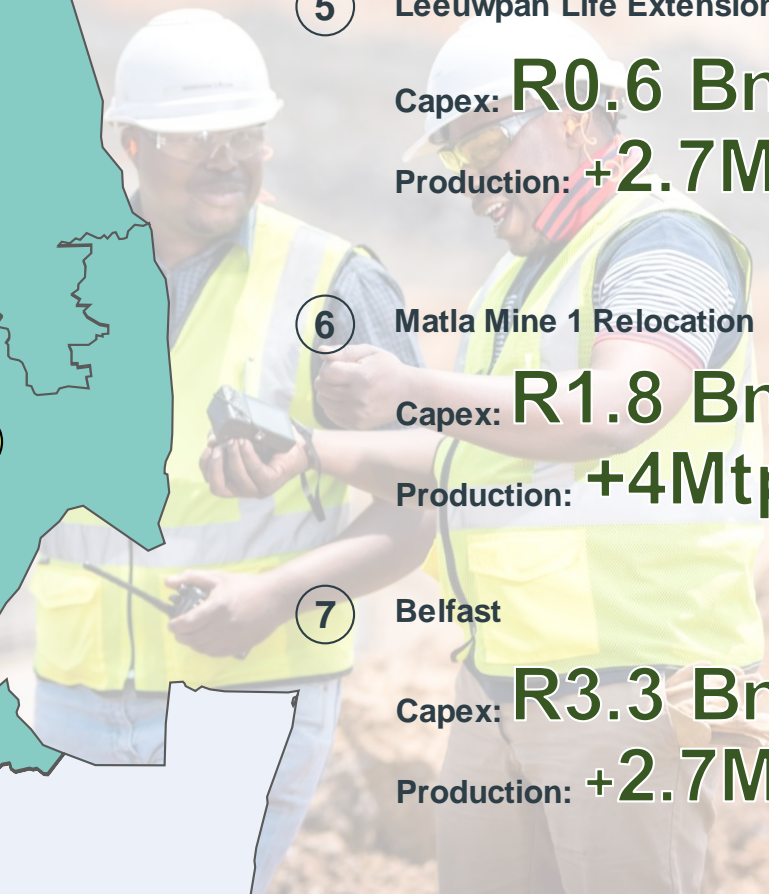 5 Leeuwpan Life Extension
Capex: R0.6 Bn
Production: +2.7M
6 Matla Mine 1 Relocation
Capex: R1.8 Bn
Production: +4Mtp
7 Belfast
Capex: R3.3 Bn
Production: +2.7M